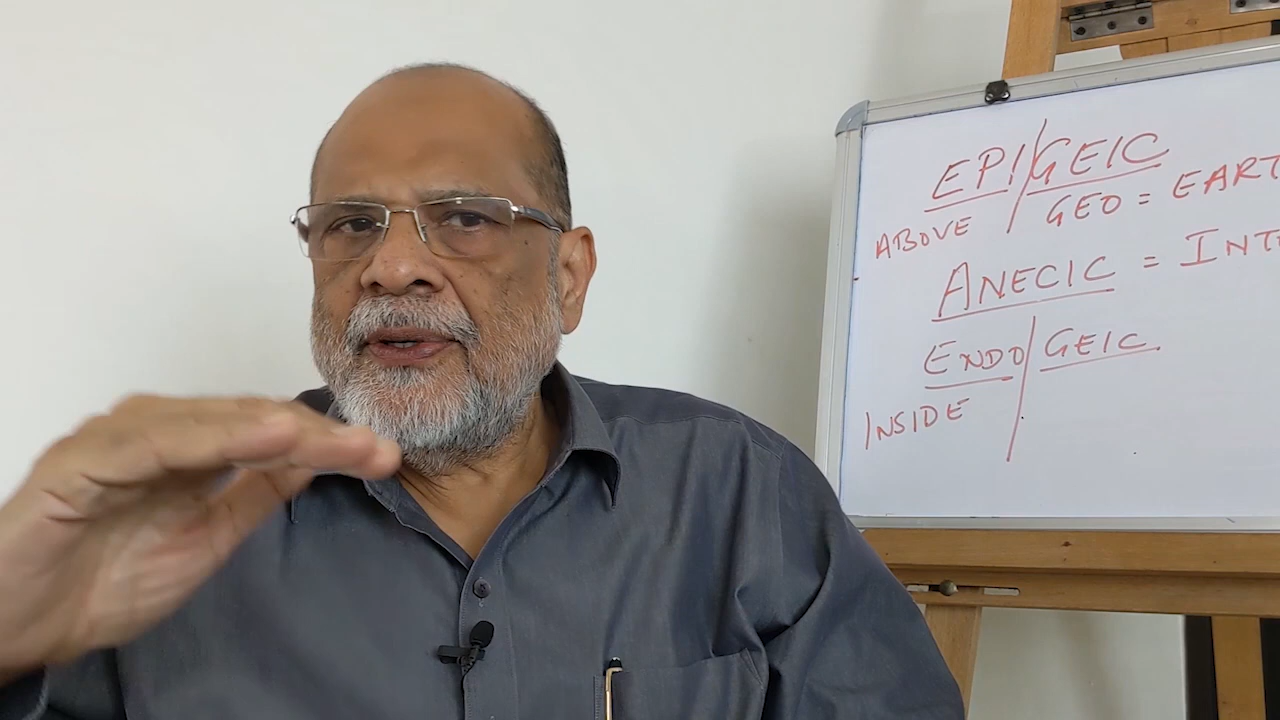 EPI/GEIC
ABOVE GEO = EART
ANECIC = INT
ENDO/GEIC
INSIDE